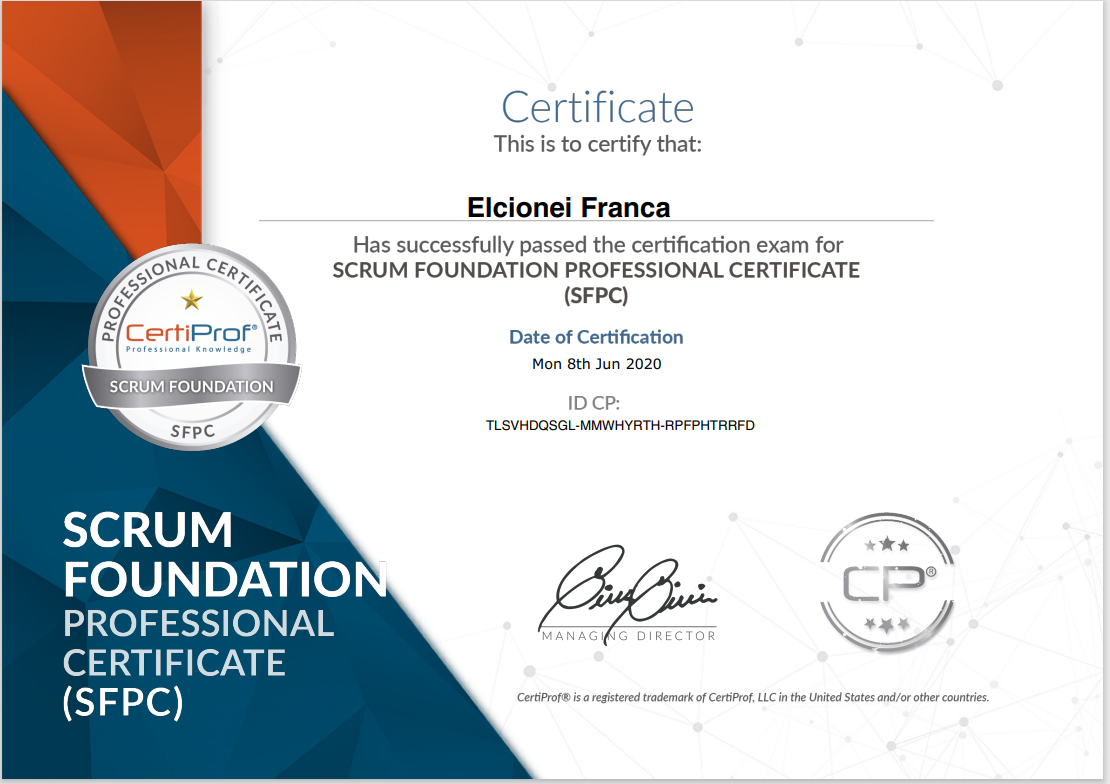 Certificate
This is to certify that:
Elcionei Franca
Has successfully passed the certification exam for
SCRUM FOUNDATION PROFESSIONAL CERTIFICATE
(SFPC)
Date of Certification
Mon 8th Jun 2020
ID CP:
TLSVHDQSGL-MMWHYRTH-RPFPHTRRFD
PROFESSIONAL CERTIFICATE
CertiProf®
Professional Knowledge
SCRUM FOUNDATION
SFPC
SCRUM
FOUNDATION
PROFESSIONAL
CERTIFICATE
(SFPC)
MANAGING DIRECTOR
CP®
CertiProf® is a registered trademark of CertiProf, LLC in the United States and/or other countries.